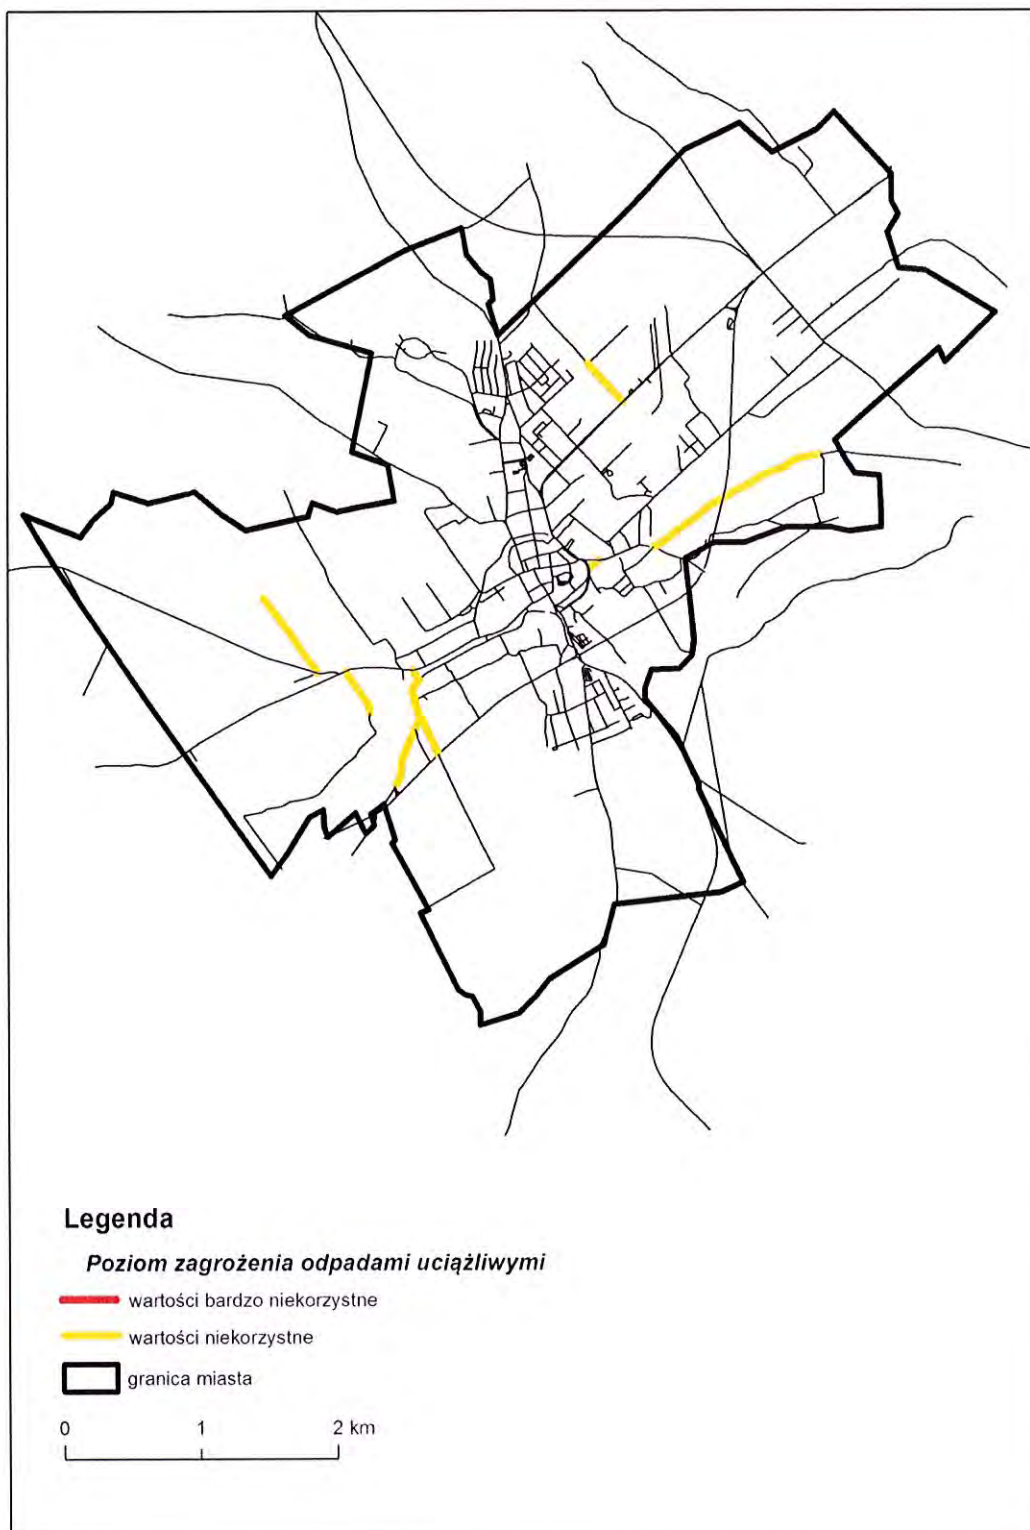 Legenda
Poziom zagrożenia odpadami uciążliwymi
wartości bardzo niekorzystne
wartości niekorzystne
granica miasta
0 1 2 km